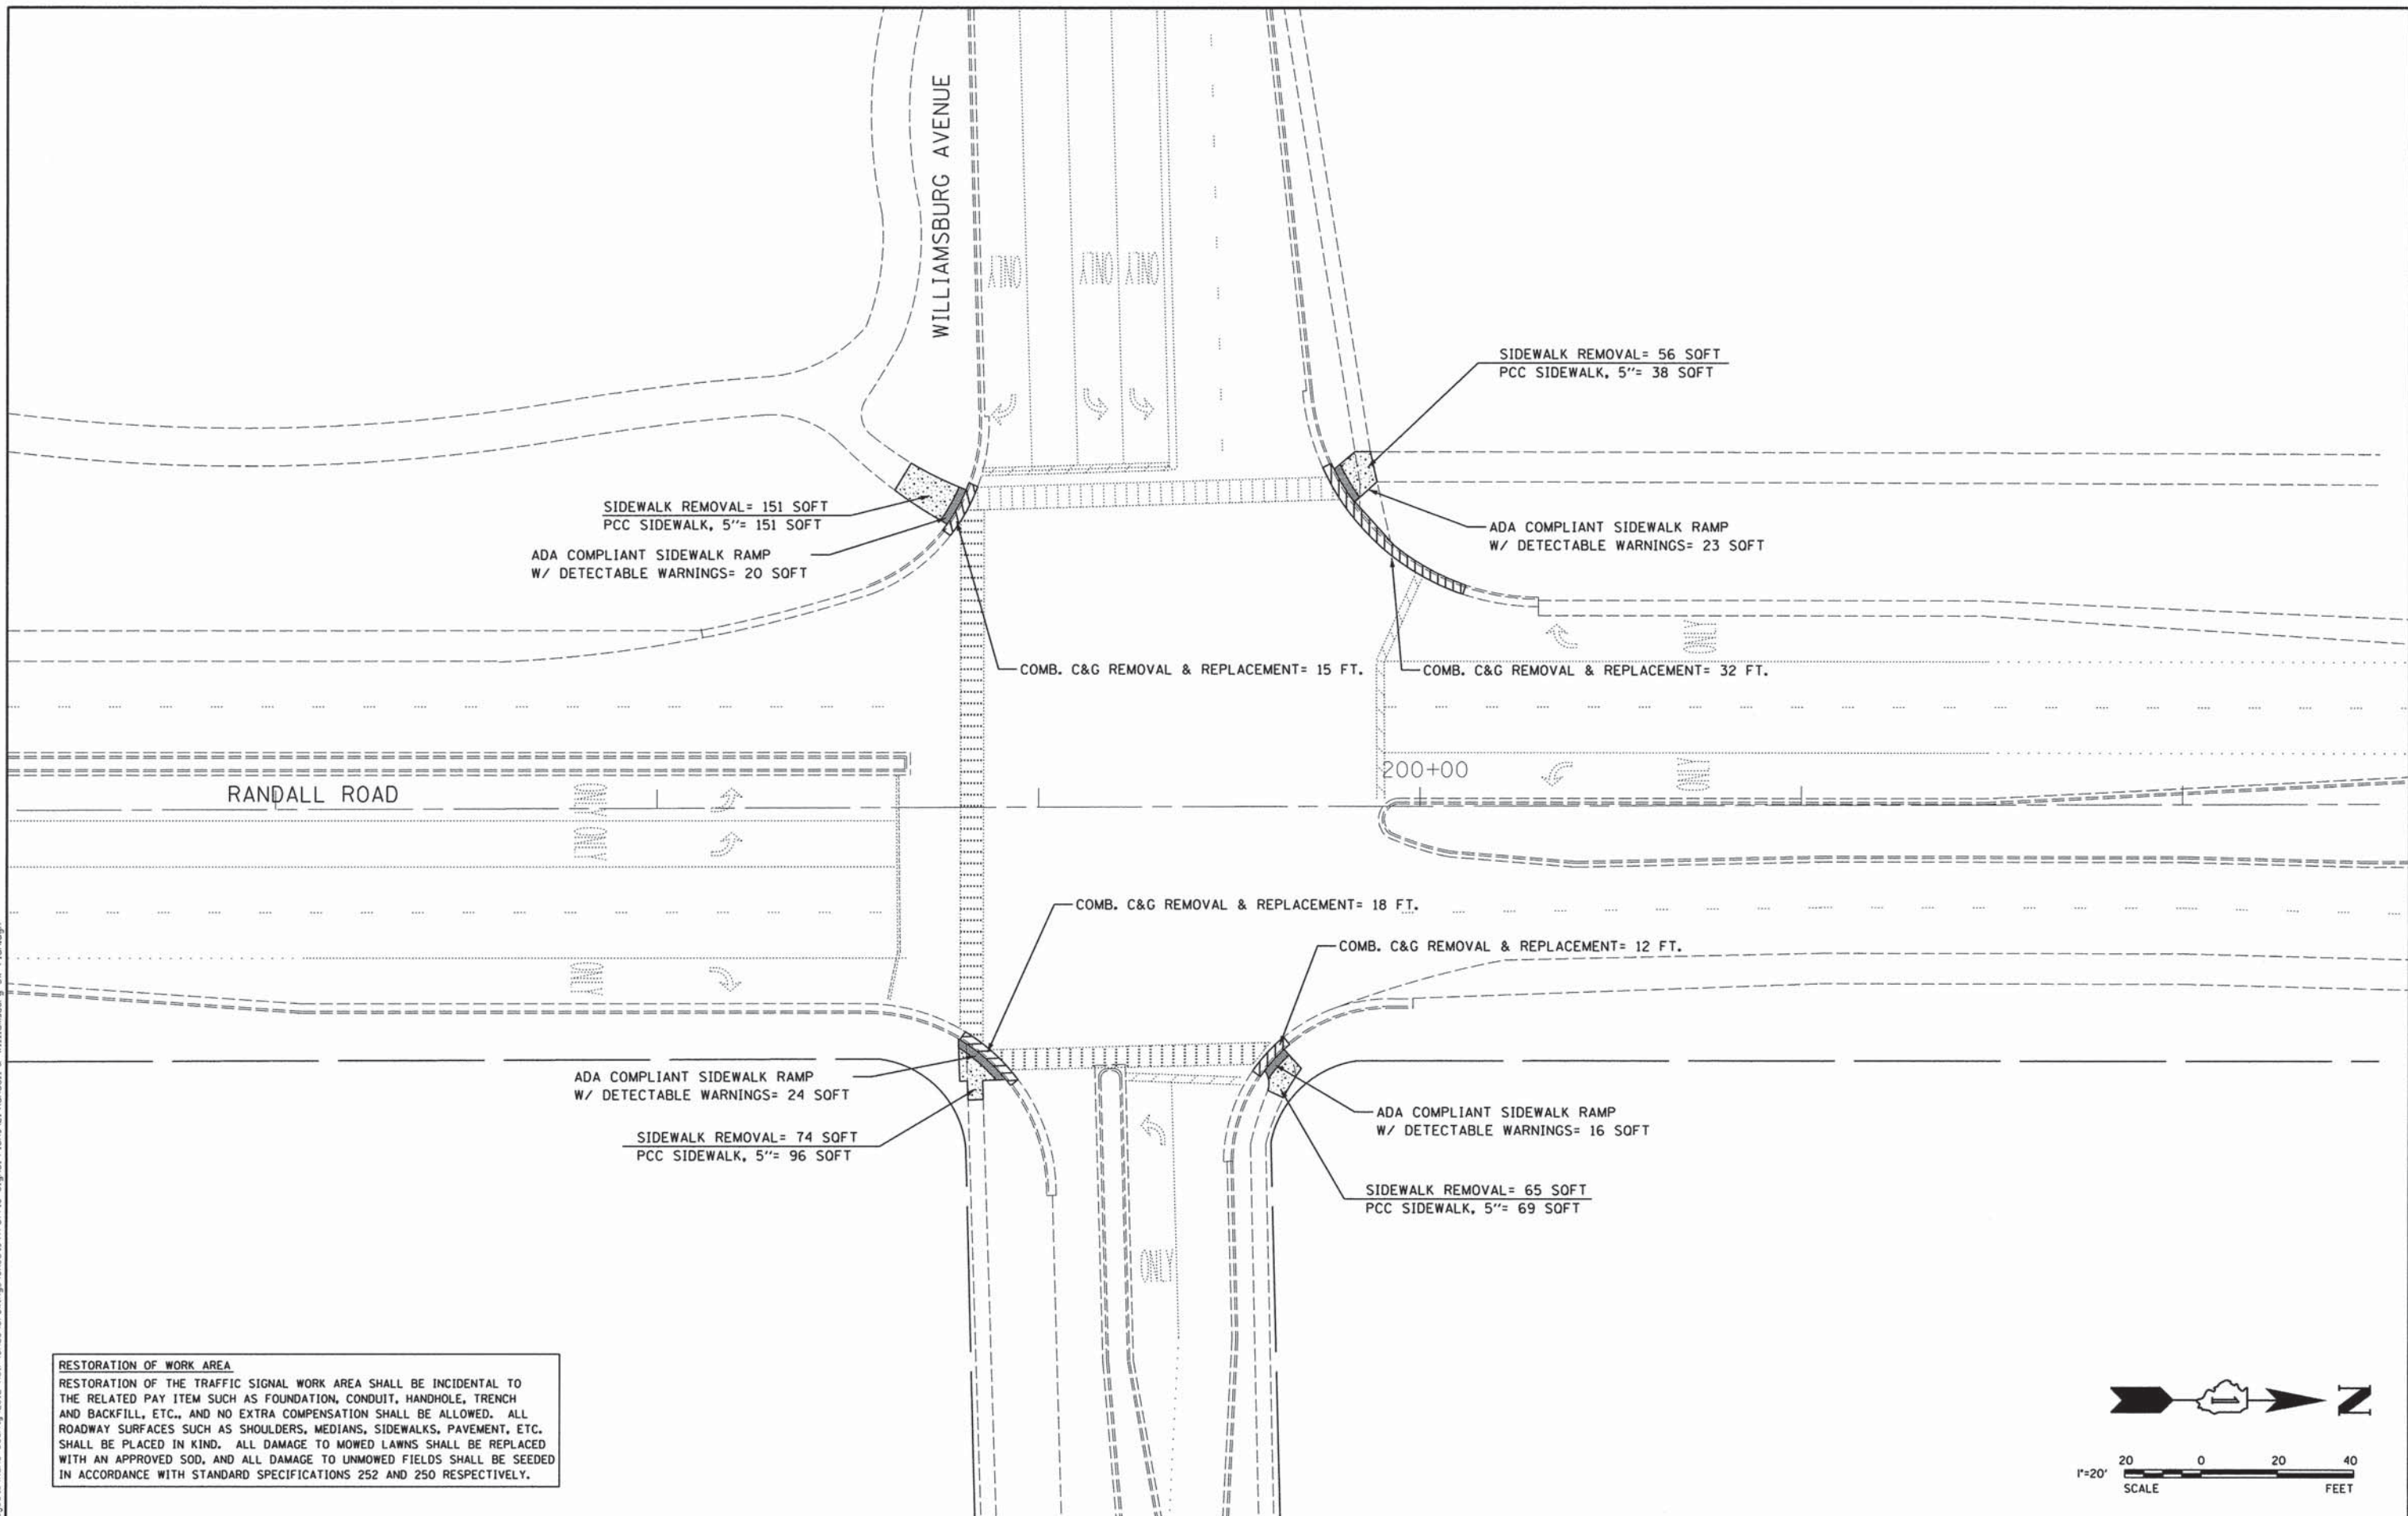 WILLIAMSBURG AVENUE
ONLY
ONLY
ONLY
SIDEWALK REMOVAL= 56 SQFT
PCC SIDEWALK, 5"= 38 SQFT
SIDEWALK REMOVAL= 151 SQFT
PCC SIDEWALK, 5"= 151 SQFT
ADA COMPLIANT SIDEWALK RAMP
W/ DETECTABLE WARNINGS= 20 SQFT
ADA COMPLIANT SIDEWALK RAMP
W/ DETECTABLE WARNINGS= 23 SQFT
ONLY
COMB. C&G REMOVAL & REPLACEMENT= 15 FT.
COMB. C&G REMOVAL & REPLACEMENT= 32 FT.
200+00
ONLY
RANDALL ROAD
ONLY
ONLY
COMB. C&G REMOVAL & REPLACEMENT= 18 FT.
COMB. C&G REMOVAL & REPLACEMENT= 12 FT.
ONLY
ADA COMPLIANT SIDEWALK RAMP
W/ DETECTABLE WARNINGS= 24 SQFT
ADA COMPLIANT SIDEWALK RAMP
W/ DETECTABLE WARNINGS= 16 SQFT
SIDEWALK REMOVAL= 74 SQFT
PCC SIDEWALK, 5"= 96 SQFT
SIDEWALK REMOVAL= 65 SQFT
PCC SIDEWALK, 5"= 69 SQFT
ONLY
RESTORATION OF WORK AREA
RESTORATION OF THE TRAFFIC SIGNAL WORK AREA SHALL BE INCIDENTAL TO
THE RELATED PAY ITEM SUCH AS FOUNDATION, CONDUIT, HANDHOLE, TRENCH
AND BACKFILL, ETC., AND NO EXTRA COMPENSATION SHALL BE ALLOWED. ALL
ROADWAY SURFACES SUCH AS SHOULDERS, MEDIANS, SIDEWALKS, PAVEMENT, ETC.
SHALL BE PLACED IN KIND. ALL DAMAGE TO MOWED LAWNS SHALL BE REPLACED
WITH AN APPROVED SOD, AND ALL DAMAGE TO UNMOWED FIELDS SHALL BE SEEDED
IN ACCORDANCE WITH STANDARD SPECIFICATIONS 252 AND 250 RESPECTIVELY.
N
20 0 20 40
1"=20'
SCALE FEET